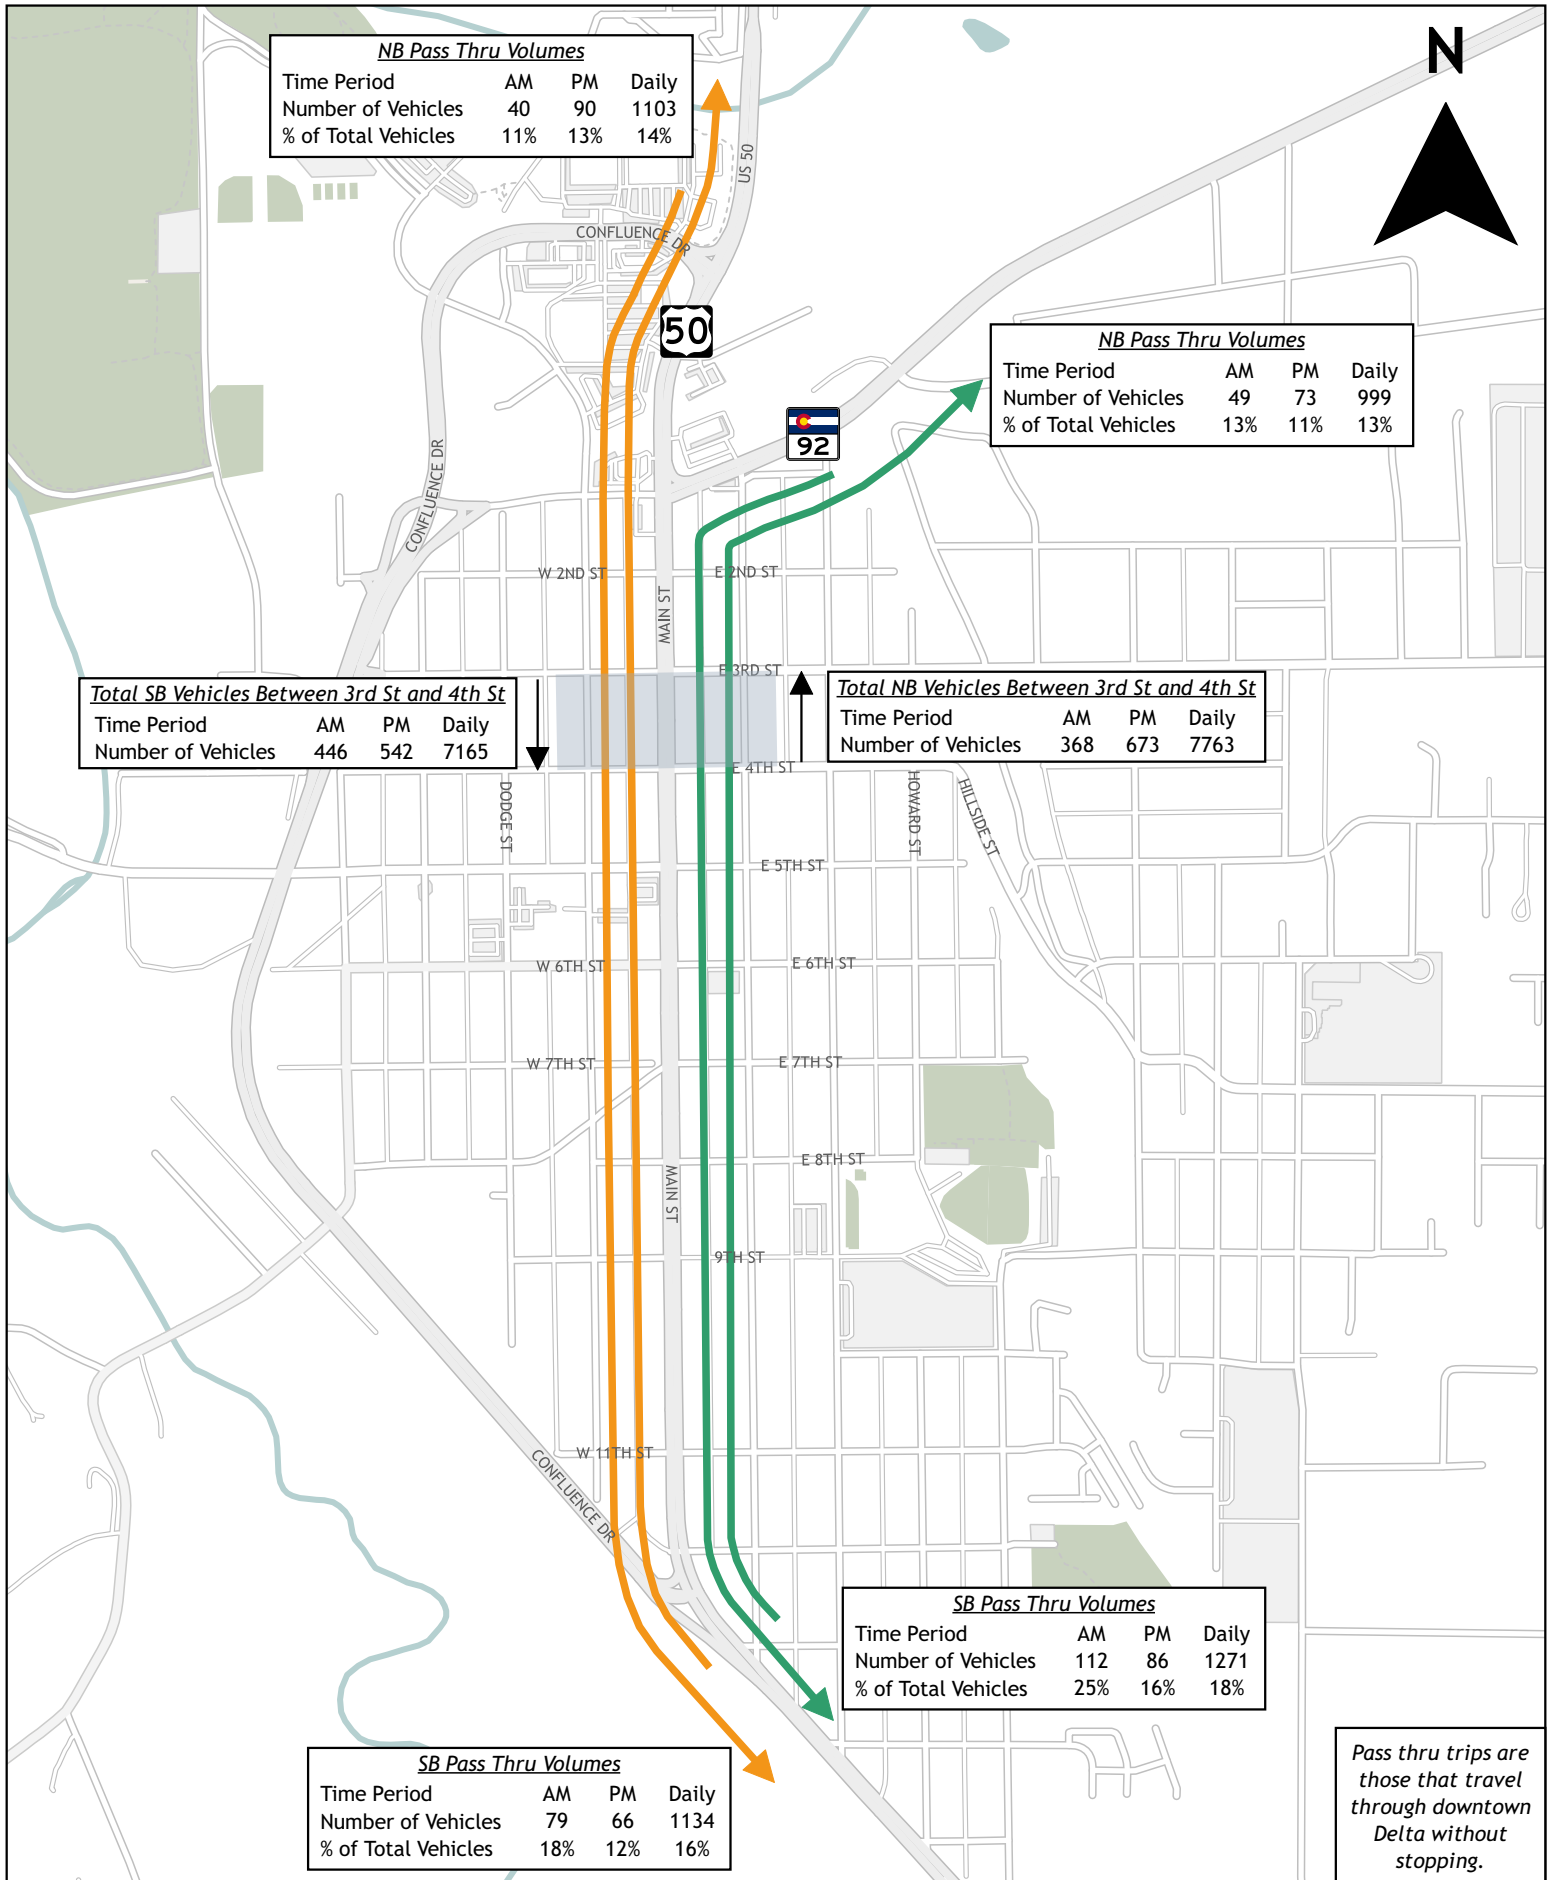 NB Pass Thru Volumes
Time Period AM PM Daily
Number of Vehicles 40 90 1103
% of Total Vehicles 11% 13% 14%
N
US 50
CONFLUENCE DR
50
NB Pass Thru Volumes
Time Period AM PM Daily
Number of Vehicles 49 73 999
% of Total Vehicles 13% 11% 13%
92
CONFLUENCE DR
W 2ND ST
E 2ND ST
MAIN ST
E 3RD ST
Total SB Vehicles Between 3rd St and 4th St
Time Period AM PM Daily
Number of Vehicles 446 542 7165
Total NB Vehicles Between 3rd St and 4th St
Time Period AM PM Daily
Number of Vehicles 368 673 7763
E 4TH ST
DODGE ST
HOWARD ST
HILLSIDE ST
E 5TH ST
W 6TH ST
E 6TH ST
W 7TH ST
E 7TH ST
E 8TH ST
MAIN ST
9TH ST
W 11TH ST
CONFLUENCE DR
SB Pass Thru Volumes
Time Period AM PM Daily
Number of Vehicles 112 86 1271
% of Total Vehicles 25% 16% 18%
SB Pass Thru Volumes
Time Period AM PM Daily
Number of Vehicles 79 66 1134
% of Total Vehicles 18% 12% 16%
Pass thru trips are
those that travel
through downtown
Delta without
stopping.